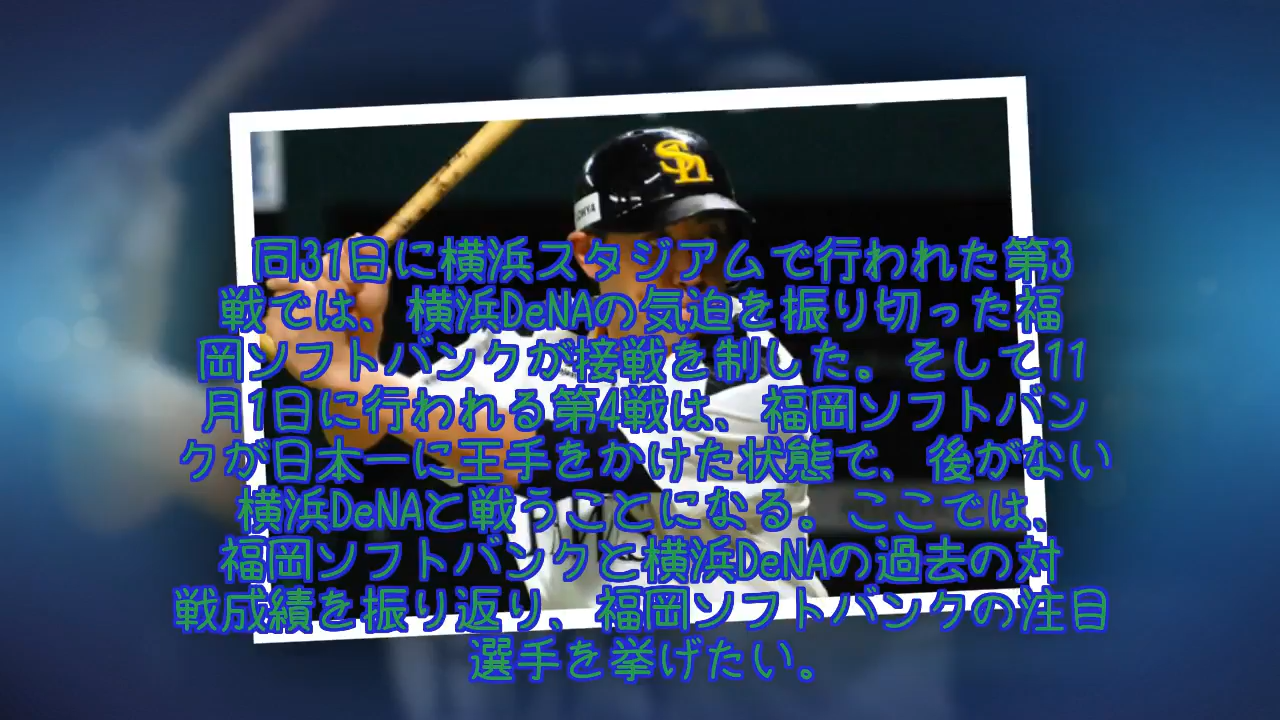 Sh
同31日に横浜スタジアムで行われた第3
戦では、横浜DeNAの気迫を振り切った福
岡ソフトバンクが接戦を制した。そして11
月1日に行われる第4戦は、福岡ソフトバン
クが日本一に王手をかけた状態で、後がない
横浜DeNAと戦うことになる。ここでは、
福岡ソフトバンクと横浜DeNAの過去の対
戦成績を振り返り、福岡ソフトバンクの注目
選手を挙げたい。